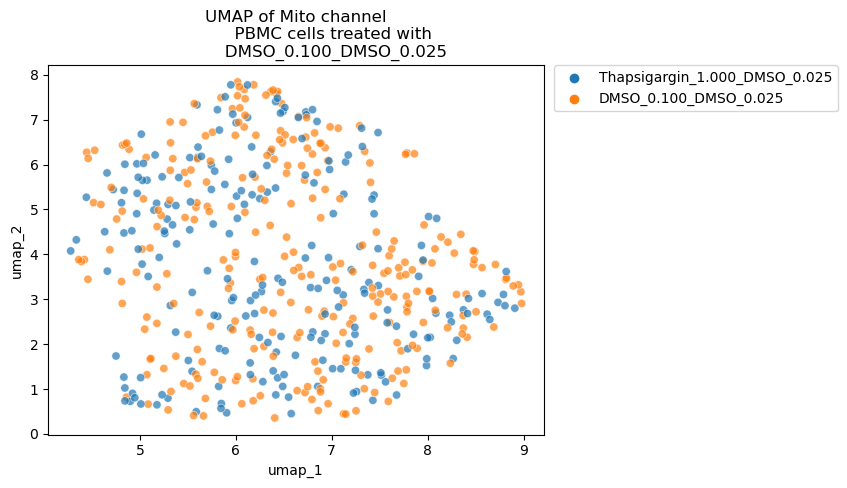 UMAP of Mito channel
PBMC cells treated with
DMSO_0.100_DMSO_0.025
Thapsigargin_1.000_DMSO_0.025
DMSO_0.100_DMSO_0.025
umap_2
8
7
6
5
4
3
2
1
0
5 6 7 8 9
umap_1